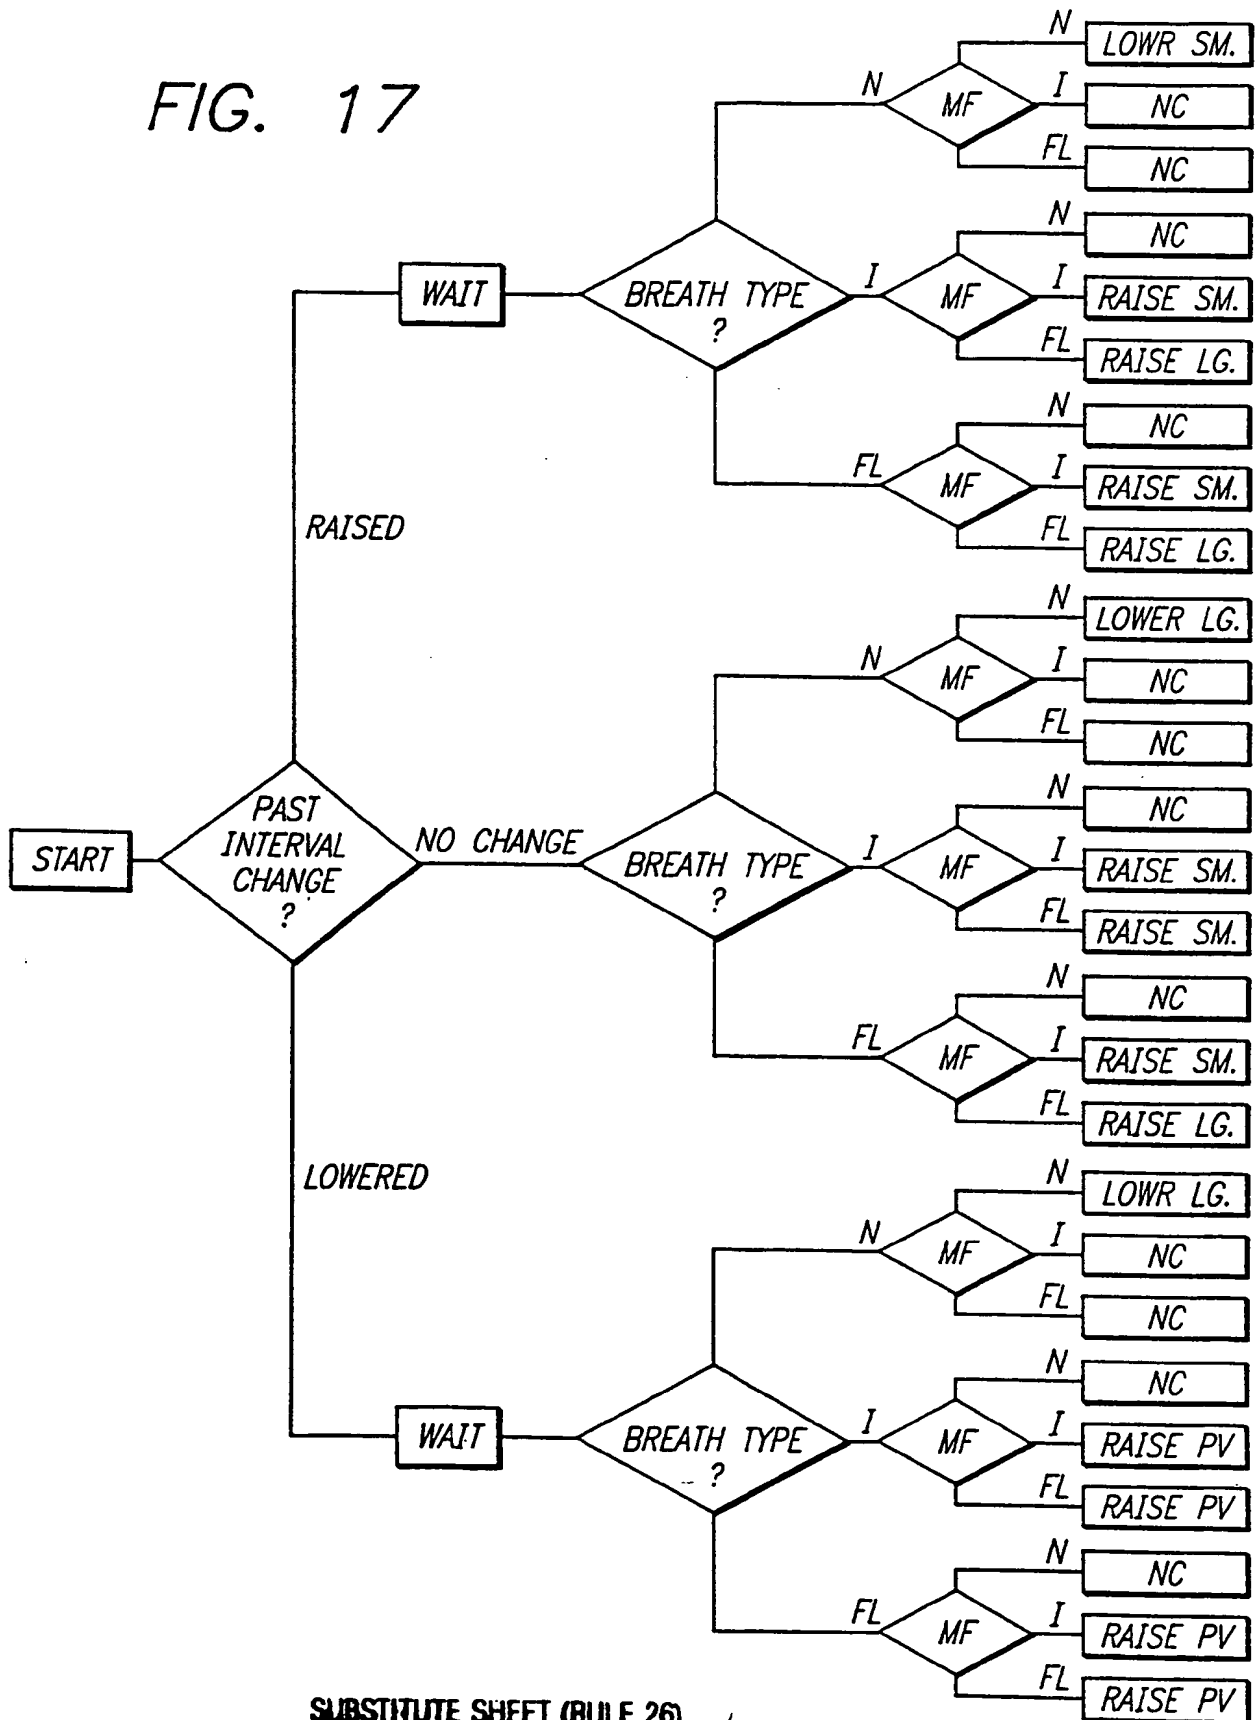 FIG. 17
N
LOWR SM.
N
MF
I
NC
FL
NC
N
NC
WAIT
BREATH TYPE
?
I
MF
I
RAISE SM.
FL
RAISE LG.
N
NC
FL
MF
I
RAISE SM.
FL
RAISE LG.
RAISED
N
LOWER LG.
N
MF
I
NC
FL
NC
START
PAST
INTERVAL
CHANGE
?
NO CHANGE
BREATH TYPE
?
N
NC
I
MF
I
RAISE SM.
FL
RAISE SM.
N
NC
FL
MF
I
RAISE SM.
FL
RAISE LG.
LOWERED
N
LOWR LG.
N
MF
I
NC
FL
NC
N
NC
WAIT
BREATH TYPE
?
I
MF
I
RAISE PV
FL
RAISE PV
N
NC
FL
MF
I
RAISE PV
FL
RAISE PV
SUBSTITUTE SHEET (RULE 26)